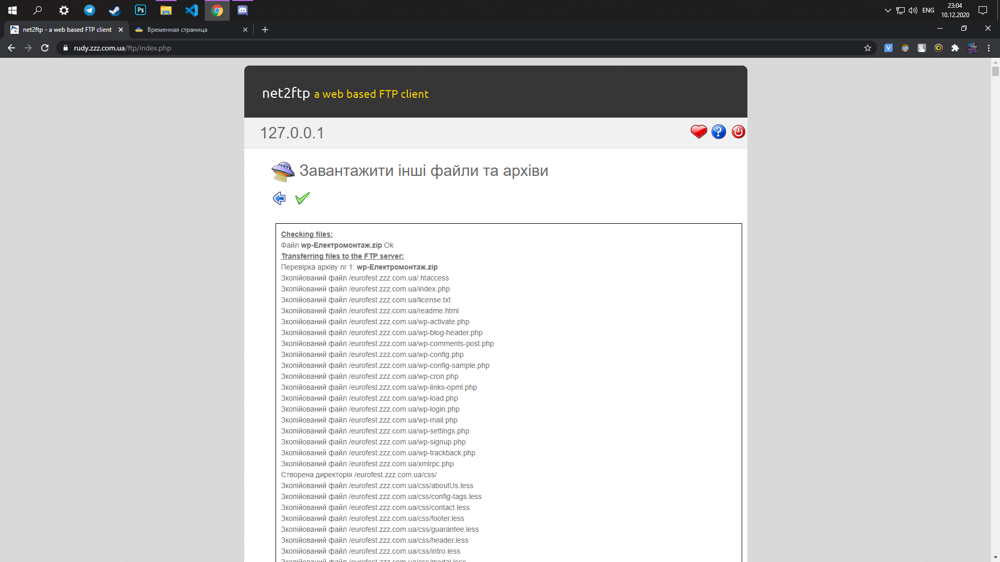 Ps
ENG
23:04
10.12.2020
net2ftp - a web based FTP client
Временная страница
rudy.zzz.com.ua/ftp/index.php
V
net2ftp a web based FTP client
127.0.0.1
Завантажити інші файли та архіви
Checking files:
Файл wp-Електромонтаж.zip Ok
Transferring files to the FTP server:
Перевірка архіву nr 1: wp-Електромонтаж.zip
Зкопійований файл /eurofest.zzz.com.ua/.htaccess
Зкопійований файл /eurofest.zzz.com.ua/index.php
Зкопійований файл /eurofest.zzz.com.ua/license.txt
Зкопійований файл /eurofest.zzz.com.ua/readme.html
Зкопійований файл /eurofest.zzz.com.ua/wp-activate.php
Зкопійований файл /eurofest.zzz.com.ua/wp-blog-header.php
Зкопійований файл /eurofest.zzz.com.ua/wp-comments-post.php
Зкопійований файл /eurofest.zzz.com.ua/wp-config.php
Зкопійований файл /eurofest.zzz.com.ua/wp-config-sample.php
Зкопійований файл /eurofest.zzz.com.ua/wp-cron.php
Зкопійований файл /eurofest.zzz.com.ua/wp-links-opml.php
Зкопійований файл /eurofest.zzz.com.ua/wp-load.php
Зкопійований файл /eurofest.zzz.com.ua/wp-login.php
Зкопійований файл /eurofest.zzz.com.ua/wp-mail.php
Зкопійований файл /eurofest.zzz.com.ua/wp-settings.php
Зкопійований файл /eurofest.zzz.com.ua/wp-signup.php
Зкопійований файл /eurofest.zzz.com.ua/wp-trackback.php
Зкопійований файл /eurofest.zzz.com.ua/xmlrpc.php
Створена директорія /eurofest.zzz.com.ua/css/
Зкопійований файл /eurofest.zzz.com.ua/css/aboutUs.less
Зкопійований файл /eurofest.zzz.com.ua/css/config-tags.less
Зкопійований файл /eurofest.zzz.com.ua/css/contact.less
Зкопійований файл /eurofest.zzz.com.ua/css/footer.less
Зкопійований файл /eurofest.zzz.com.ua/css/guarantee.less
Зкопійований файл /eurofest.zzz.com.ua/css/header.less
Зкопійований файл /eurofest.zzz.com.ua/css/intro.less
Зкопійований файл /eurofest.zzz.com.ua/css/modal.less